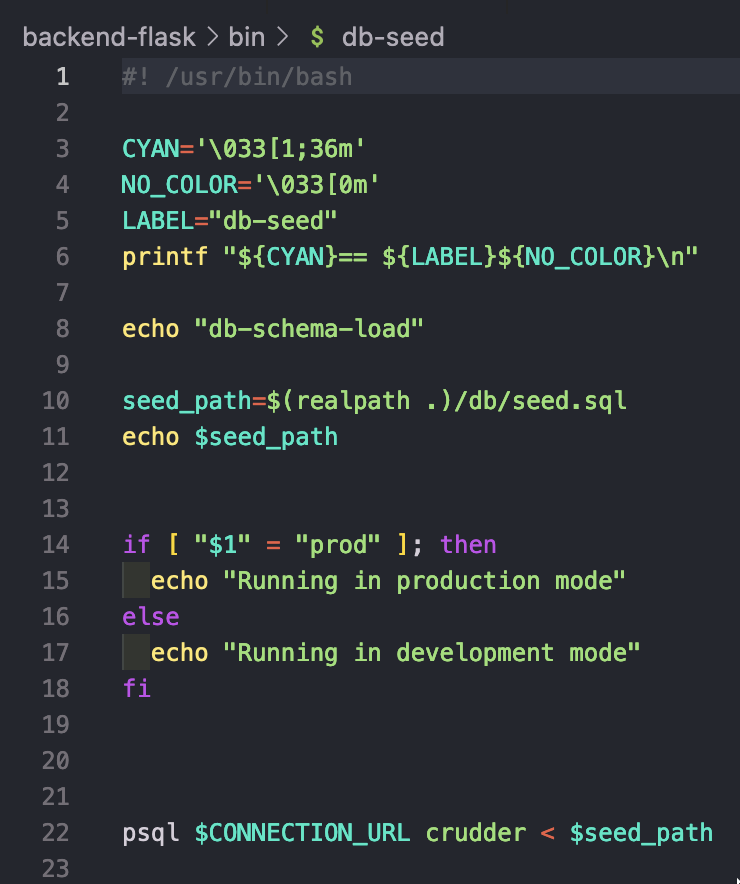 backend-flask > bin > $ db-seed
1 #! /usr/bin/bash
2
3 CYAN='\033[1;36m'
4 NO_COLOR='\033[0m'
5 LABEL="db-seed"
6 printf "${CYAN}== ${LABEL}${NO_COLOR}\n"
7
8 echo "db-schema-load"
9
10 seed_path=$(realpath .)/db/seed.sql
11 echo $seed_path
12
13
14 if [ "$1" = "prod" ]; then
15   echo "Running in production mode"
16 else
17   echo "Running in development mode"
18 fi
19
20
21
22 psql $CONNECTION_URL crudder < $seed_path
23